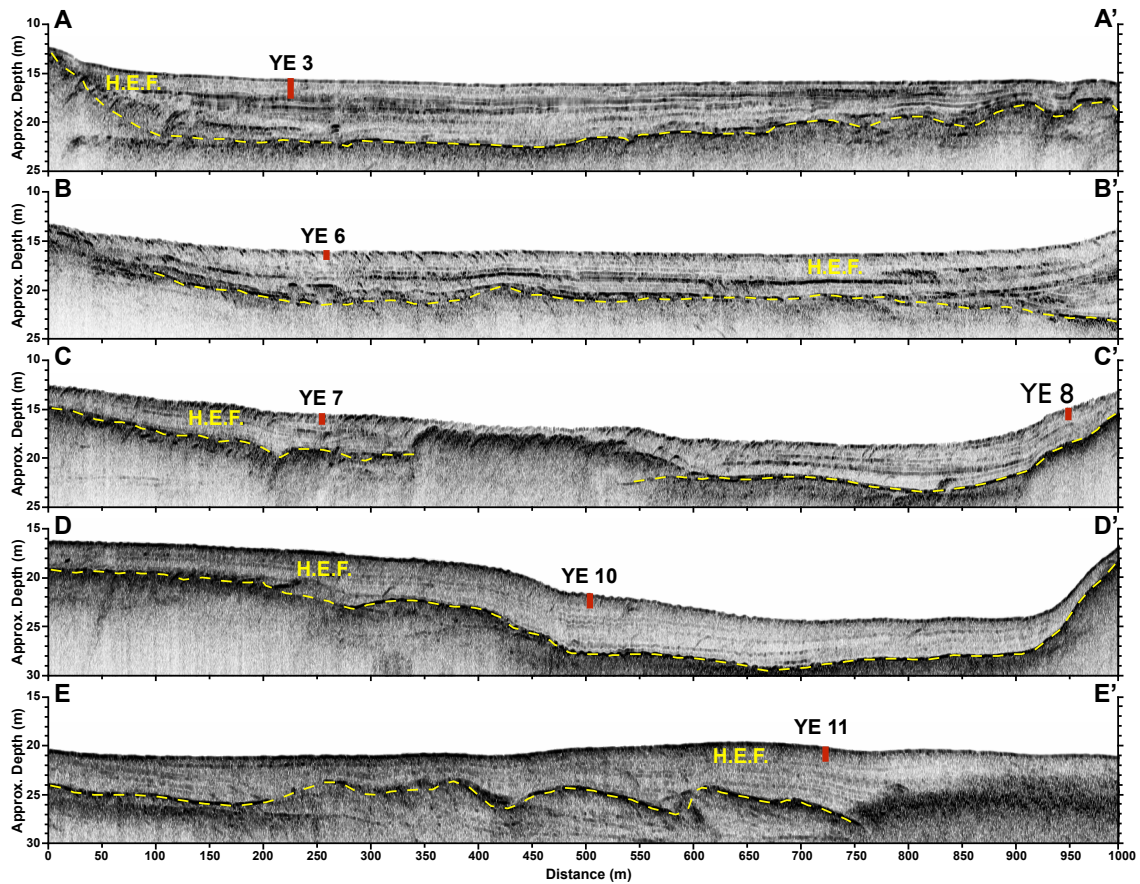 A A'
10
15
20
25
Approx. Depth (m)
H.E.F.
YE 3
B B'
10
15
20
25
Approx. Depth (m)
YE 6
H.E.F.
C C'
10
15
20
25
Approx. Depth (m)
H.E.F.
YE 7
YE 8
D D'
15
20
25
30
Approx. Depth (m)
H.E.F.
YE 10
E E'
15
20
25
30
Approx. Depth (m)
H.E.F.
YE 11
0 50 100 150 200 250 300 350 400 450 500 550 600 650 700 750 800 850 900 950 1000
Distance (m)